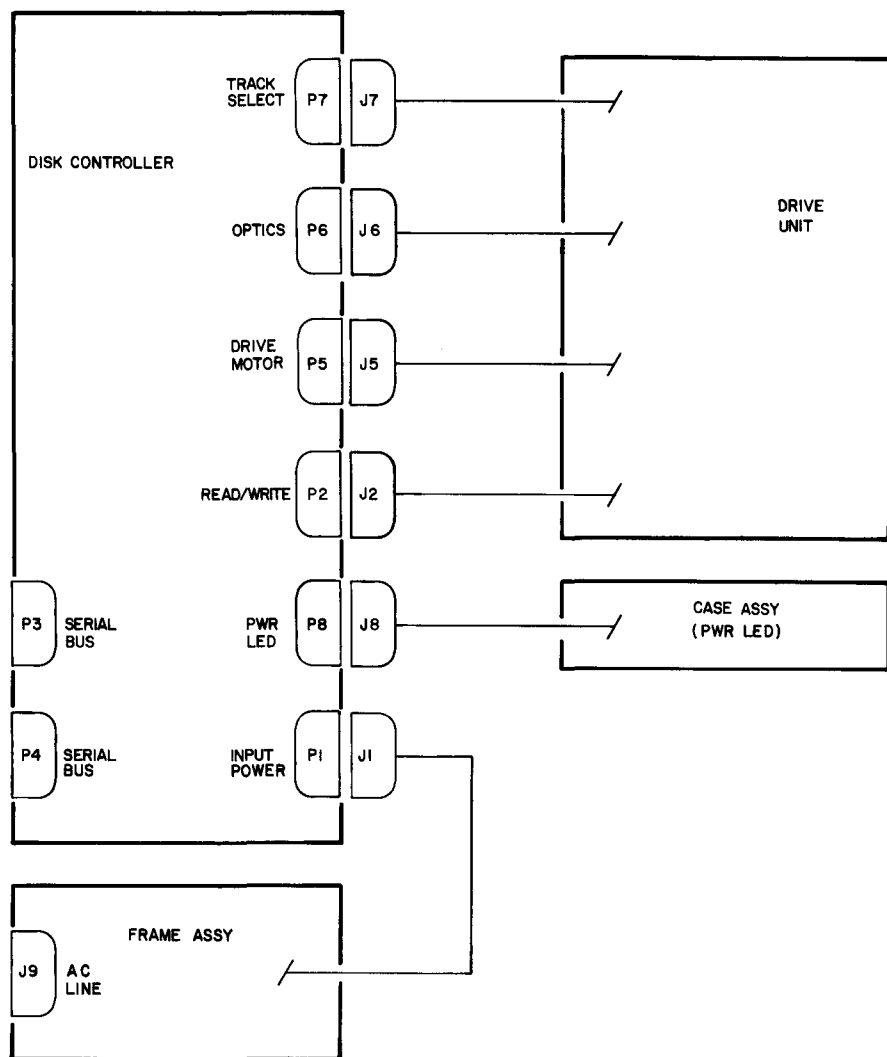 TRACK
SELECT
P7
J7
DISK CONTROLLER
OPTICS
P6
J6
DRIVE
UNIT
DRIVE
MOTOR
P5
J5
READ/WRITE
P2
J2
P3
SERIAL
BUS
PWR
LED
P8
J8
CASE ASSY
(PWR LED)
P4
SERIAL
BUS
INPUT
POWER
P1
J1
FRAME ASSY
J9
AC
LINE